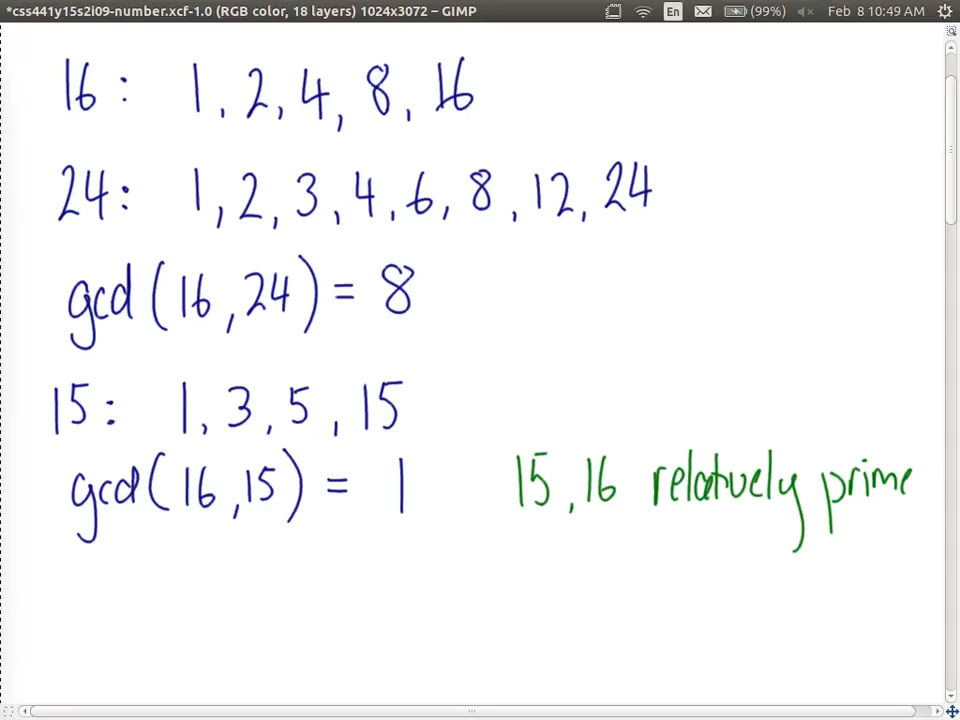 *css441y15s2i09-number.xcf-1.0 (RGB color, 18 layers) 1024x3072 – GIMP En (99%) Feb 8 10:49 AM
16: 1, 2, 4, 8, 16
24: 1, 2, 3, 4, 6, 8, 12, 24
gcd(16,24) = 8
15: 1, 3, 5, 15
gcd(16,15) = 1 15, 16 relatively prime